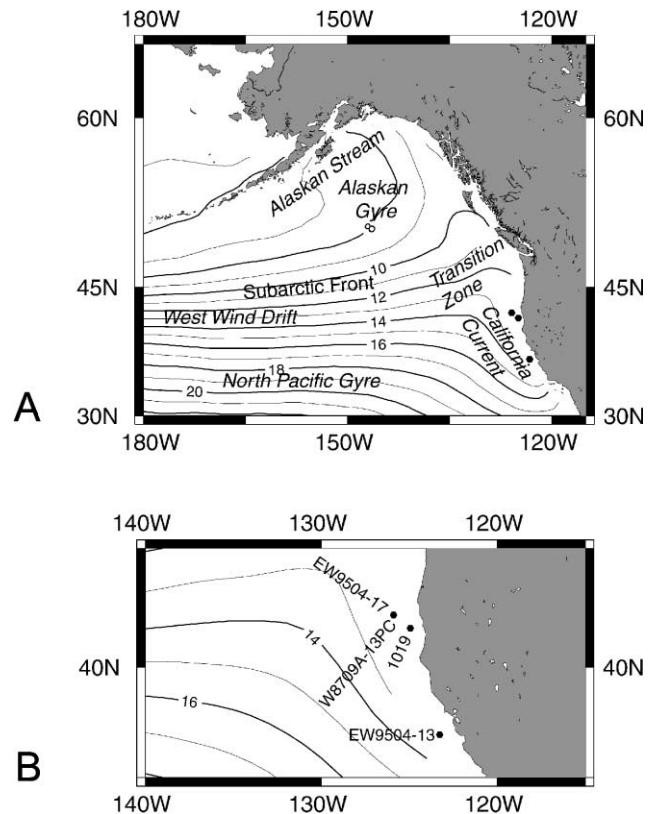 180W 150W 120W
60N 60N
Alaskan Stream
Alaskan
Gyre
8
10
Transition
Zone
45N 45N
Subarctic Front
12
West Wind Drift
14
California
Current
16
18
North Pacific Gyre
20
A
30N 30N
180W 150W 120W
140W 130W 120W
EW9504-17
14
W8709A-13PC
1019
40N 40N
16
EW9504-13
B
140W 130W 120W